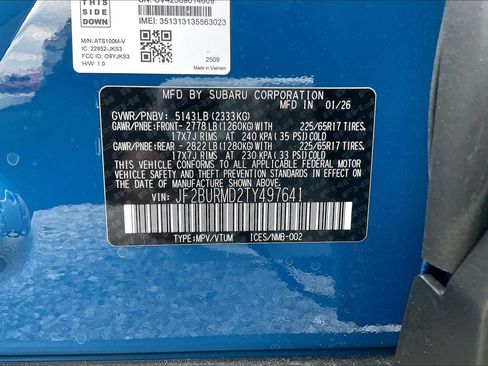 THIS
SIDE
DOWN
IMEI: 351313135563023
M/N: ATS100M-V
IC: 22952-JKS3
FCC ID: O9YJKS3
H/W: 1.0
2509
Made in Vietnam
MFD BY SUBARU CORPORATION 01/26
GVWR/PNBV: 5143LB(2333KG)
GAWR/PNBE:FRONT- 2778LB(1260KG)WITH 225/65R17 TIRES,
17X7J RIMS AT 240 KPA(35 PSI)COLD
GAWR/PNBE:REAR - 2822LB(1280KG)WITH 225/65R17 TIRES,
17X7J RIMS AT 230 KPA(33 PSI)COLD
THIS VEHICLE CONFORMS TO ALL APPLICABLE FEDERAL MOTOR
VEHICLE SAFETY, BUMPER, AND THEFT PREVENTION STANDARDS
IN EFFECT ON THE DATE OF MANUFACTURE SHOWN ABOVE.
VIN: JF2BURMD2TY497641
TYPE:MPV/VTUM ICES/NMB-002